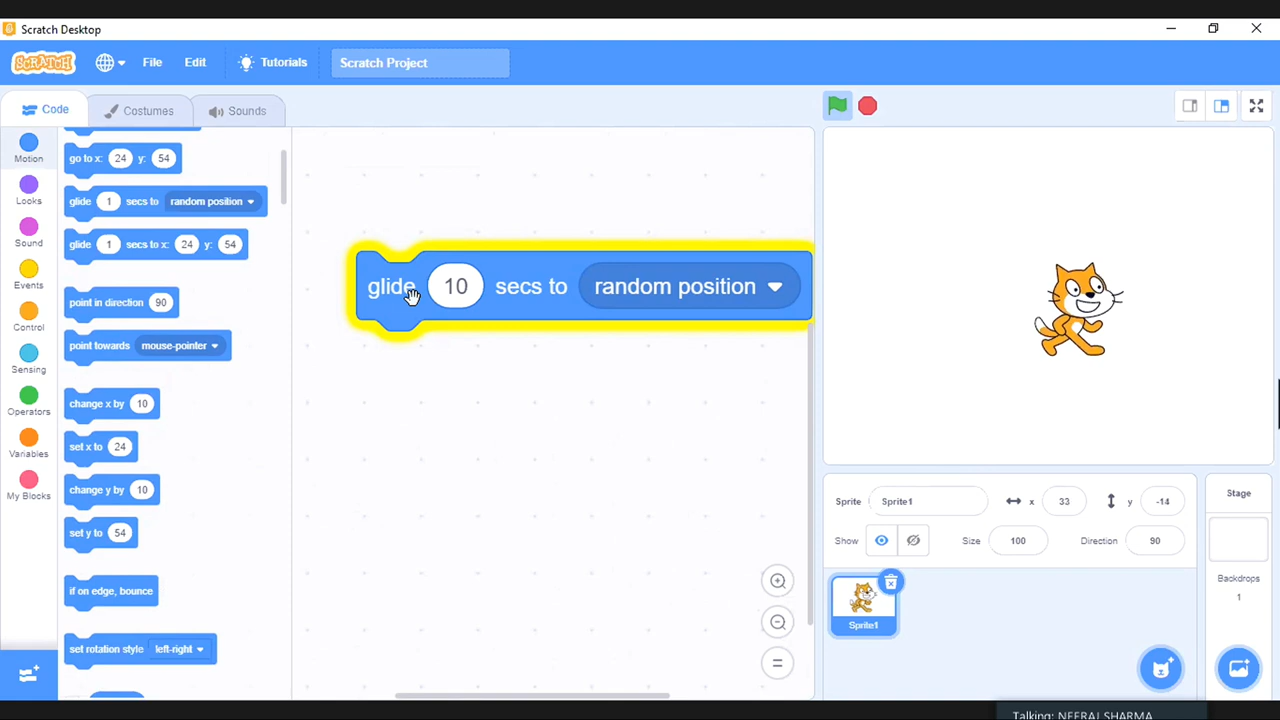 Scratch Desktop
SCRATCH File Edit Tutorials Scratch Project
Code Costumes Sounds
Motion
Looks
Sound
Events
Control
Sensing
Operators
Variables
My Blocks
go to x: 24 y: 54
glide 1 secs to random position
glide 1 secs to x: 24 y: 54
point in direction 90
point towards mouse-pointer
change x by 10
set x to 24
change y by 10
set y to 54
if on edge, bounce
set rotation style left-right
glide 10 secs to random position
Sprite Sprite1 x 33 y -14
Show Size 100 Direction 90
Sprite1
Stage
Backdrops
1
Talking: NEERAJ SHARMA